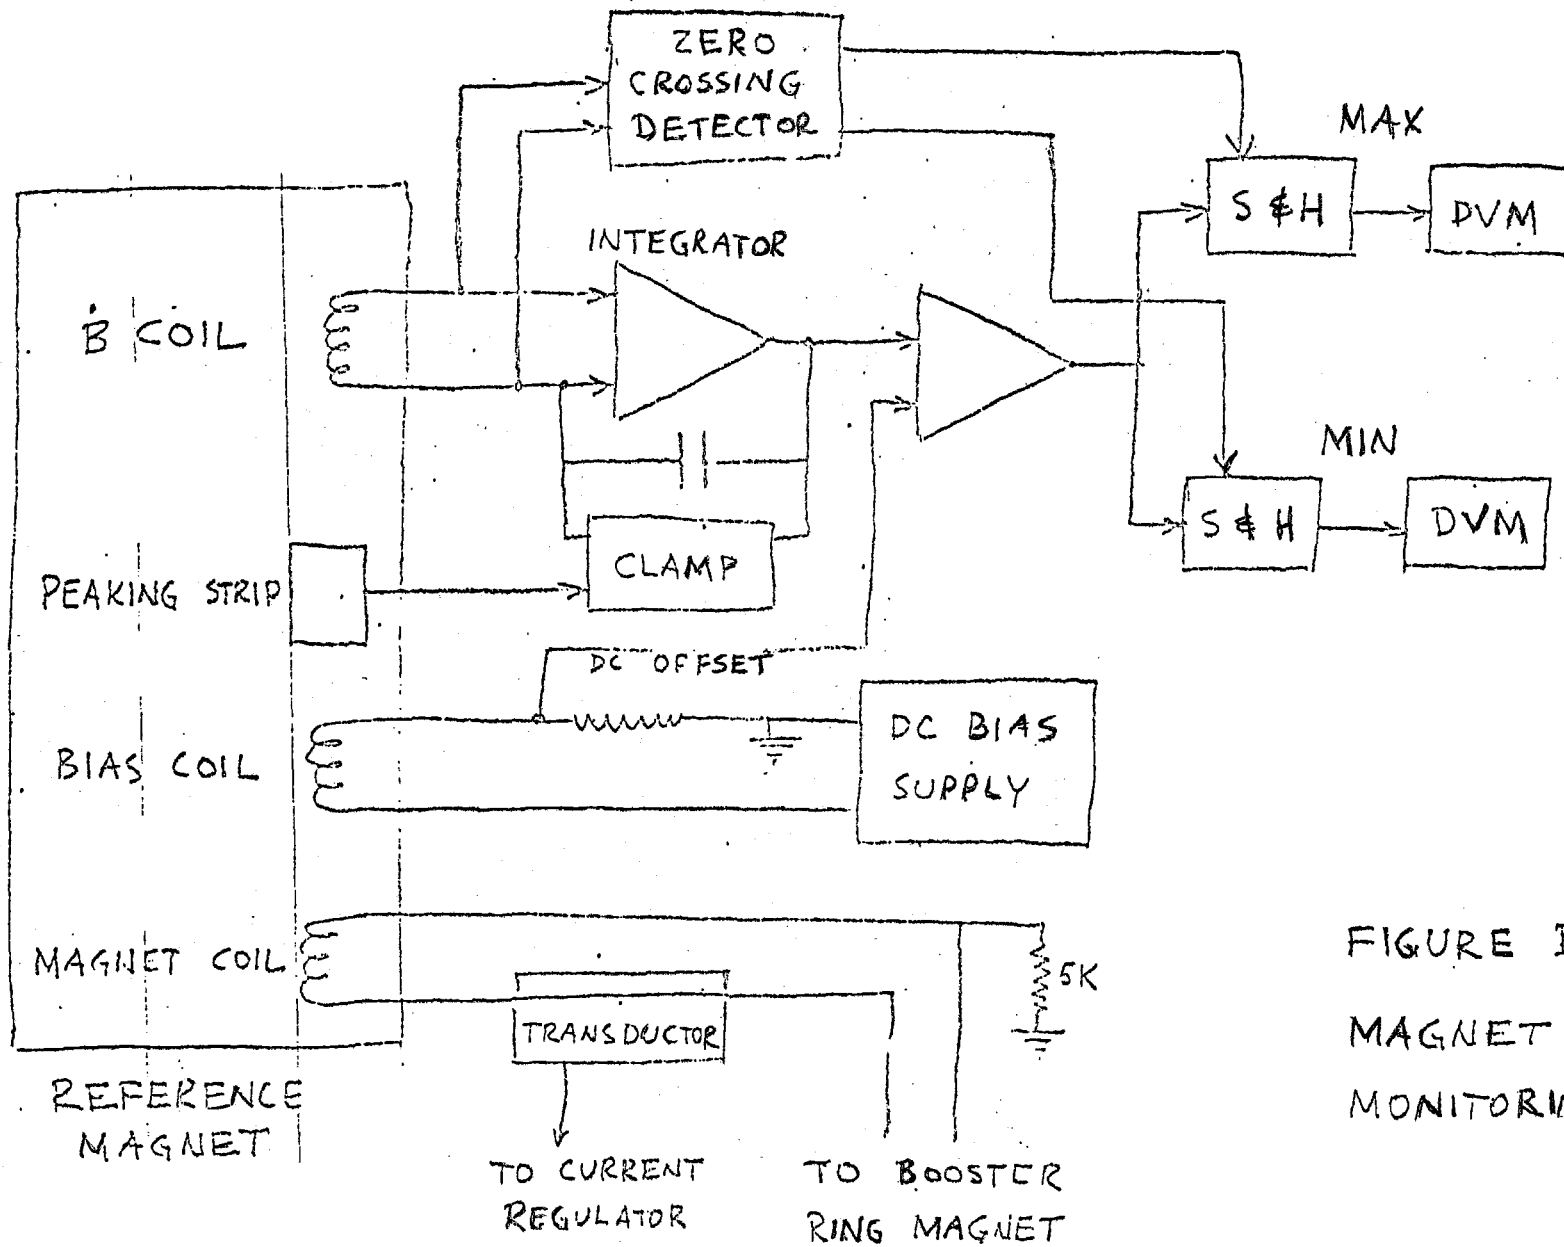 ZERO
CROSSING
DETECTOR
MAX
S & H
DVM
INTEGRATOR
Ḃ COIL
MIN
S & H
DVM
PEAKING STRIP
CLAMP
DC OFFSET
BIAS COIL
DC BIAS
SUPPLY
MAGNET COIL
5K
TRANSDUCTOR
REFERENCE
MAGNET
TO CURRENT
REGULATOR
TO BOOSTER
RING MAGNET
FIGURE
MAGNET
MONITORI